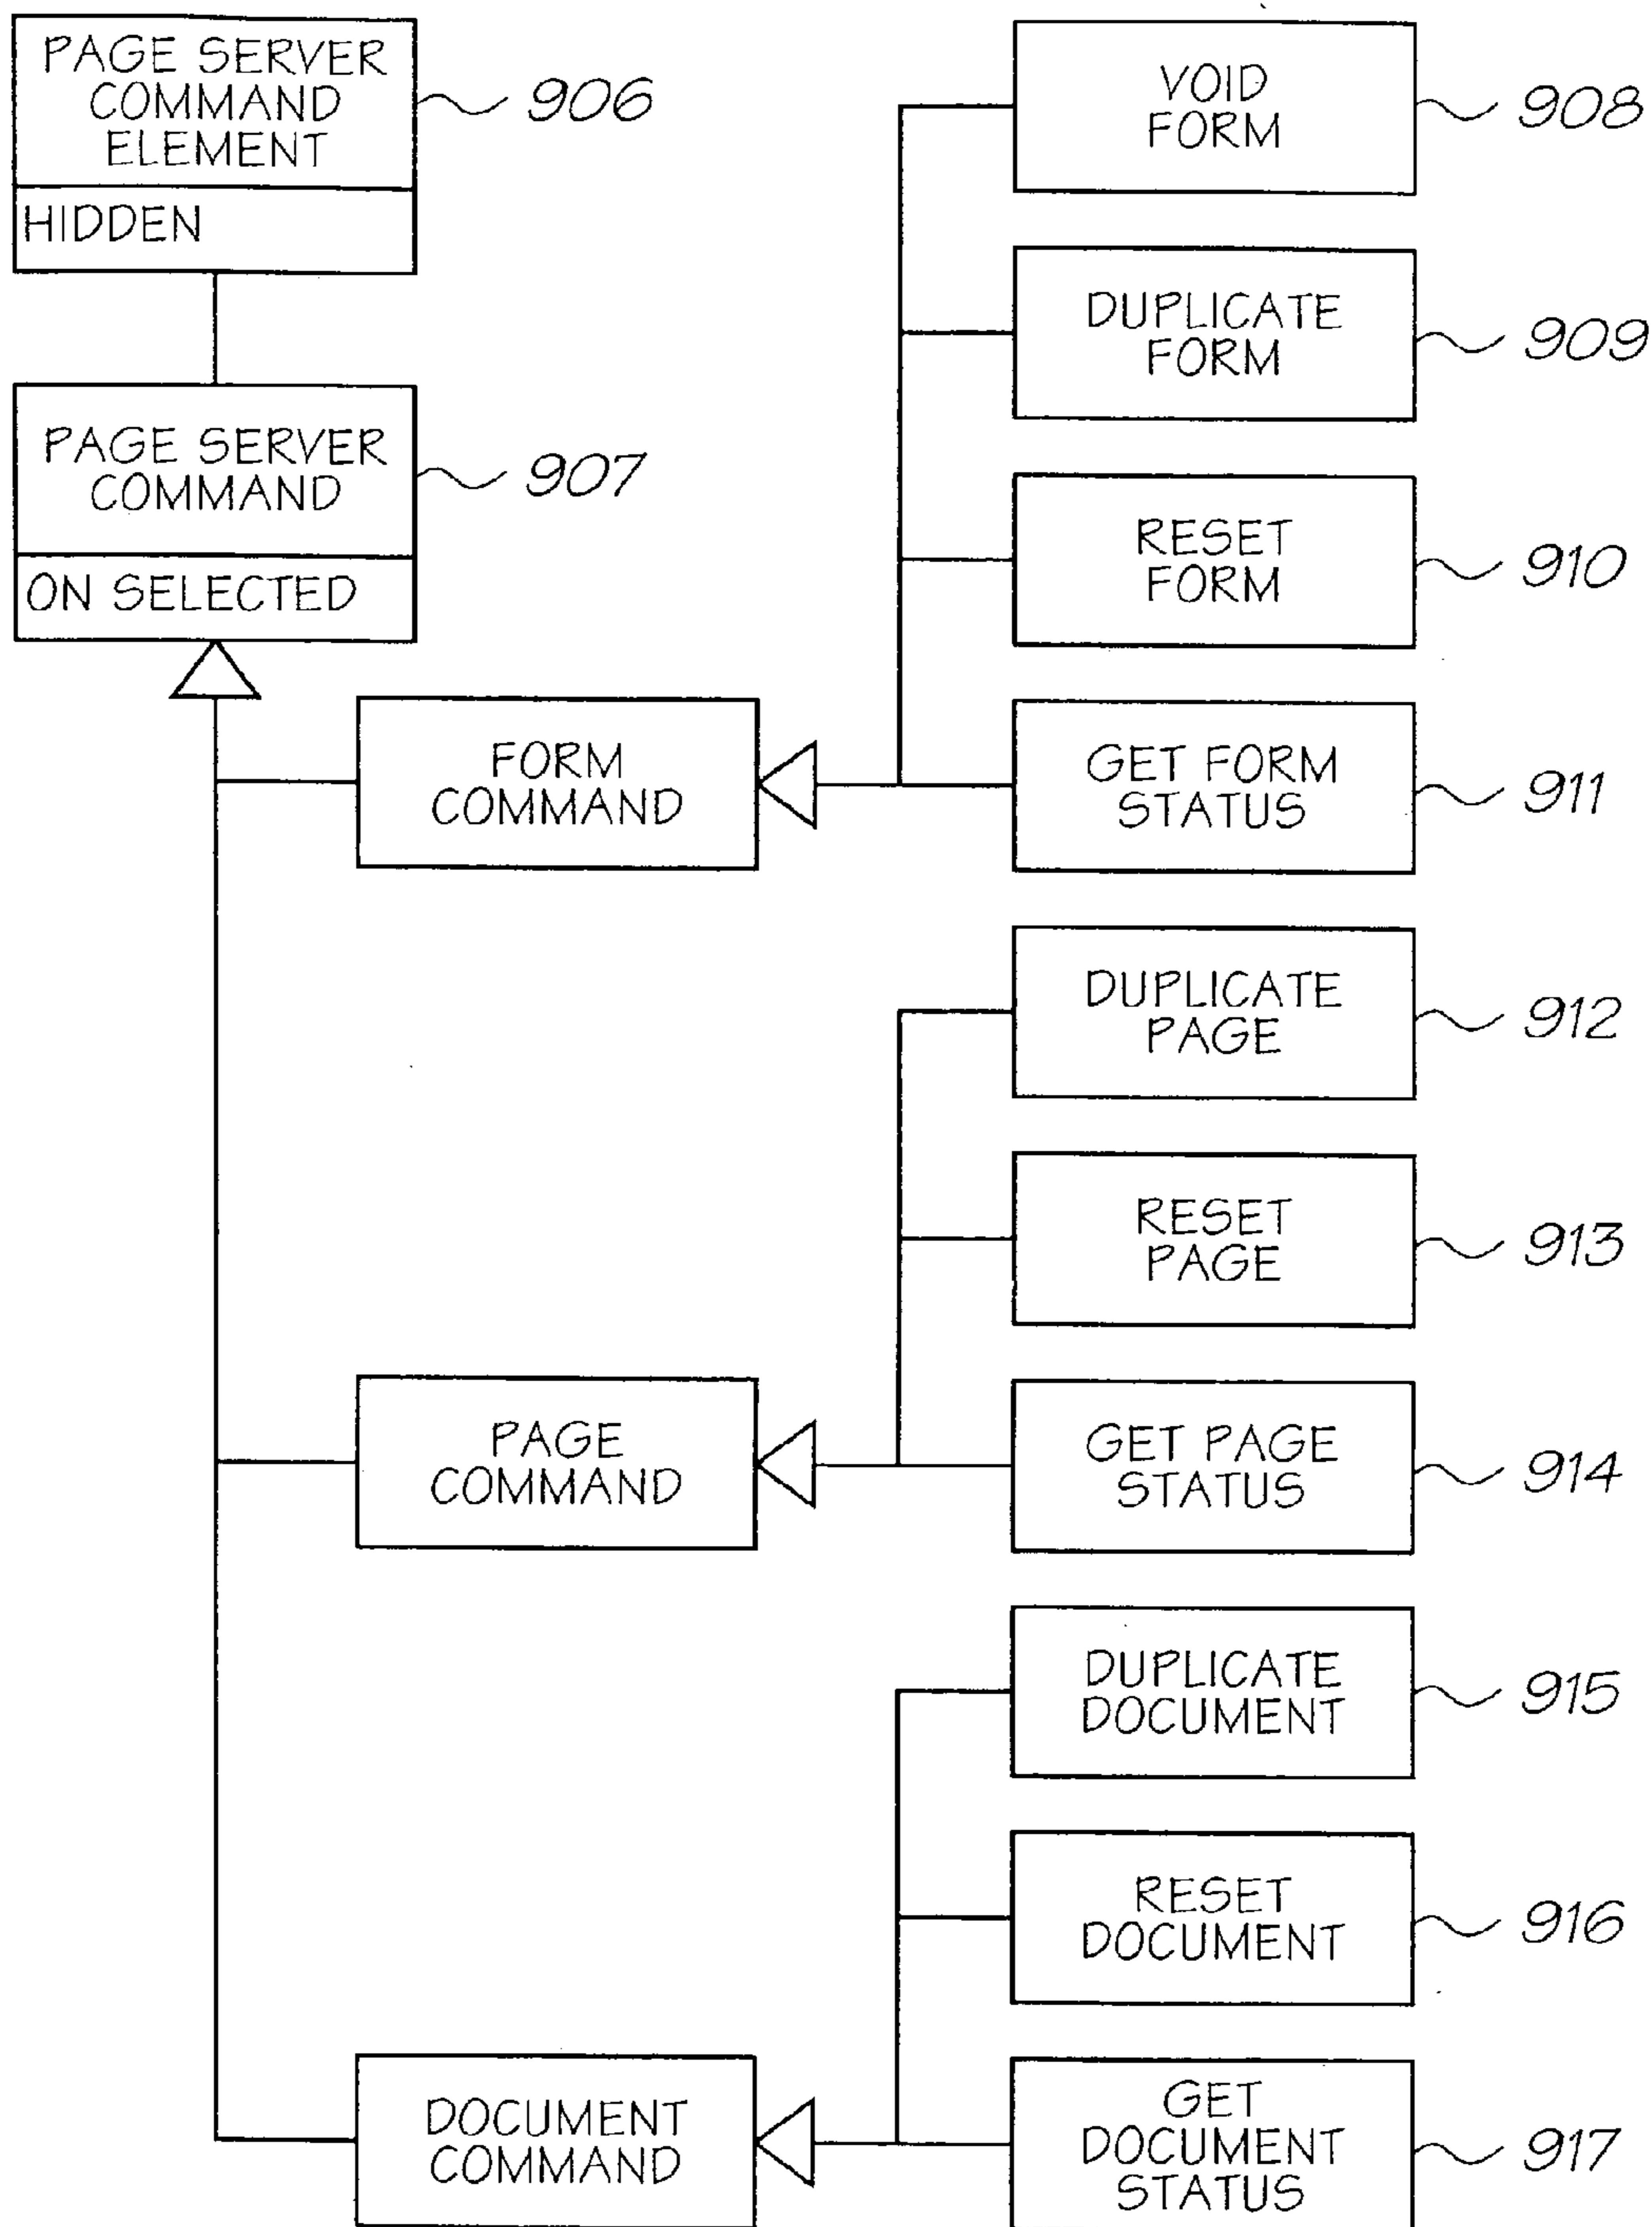 PAGE SERVER
COMMAND
ELEMENT
906
HIDDEN
PAGE SERVER
COMMAND
907
ON SELECTED
VOID
FORM
908
DUPLICATE
FORM
909
RESET
FORM
910
FORM
COMMAND
GET FORM
STATUS
911
DUPLICATE
PAGE
912
RESET
PAGE
913
PAGE
COMMAND
GET PAGE
STATUS
914
DUPLICATE
DOCUMENT
915
RESET
DOCUMENT
916
DOCUMENT
COMMAND
GET
DOCUMENT
STATUS
917